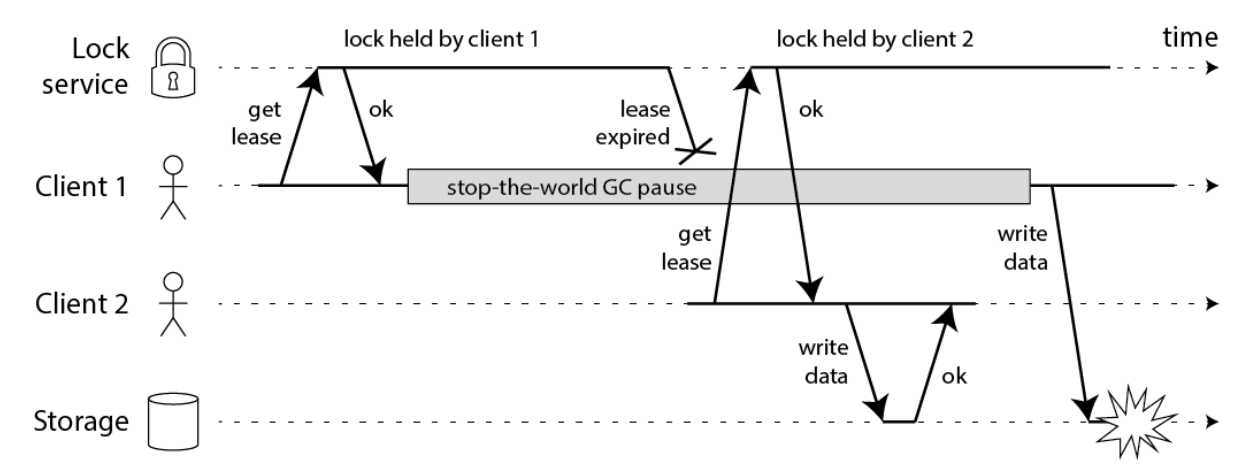 lock held by client 1
lock held by client 2
time
Lock
service
get
lease
ok
lease
expired
ok
Client 1
stop-the-world GC pause
get
lease
write
data
Client 2
write
data
ok
Storage